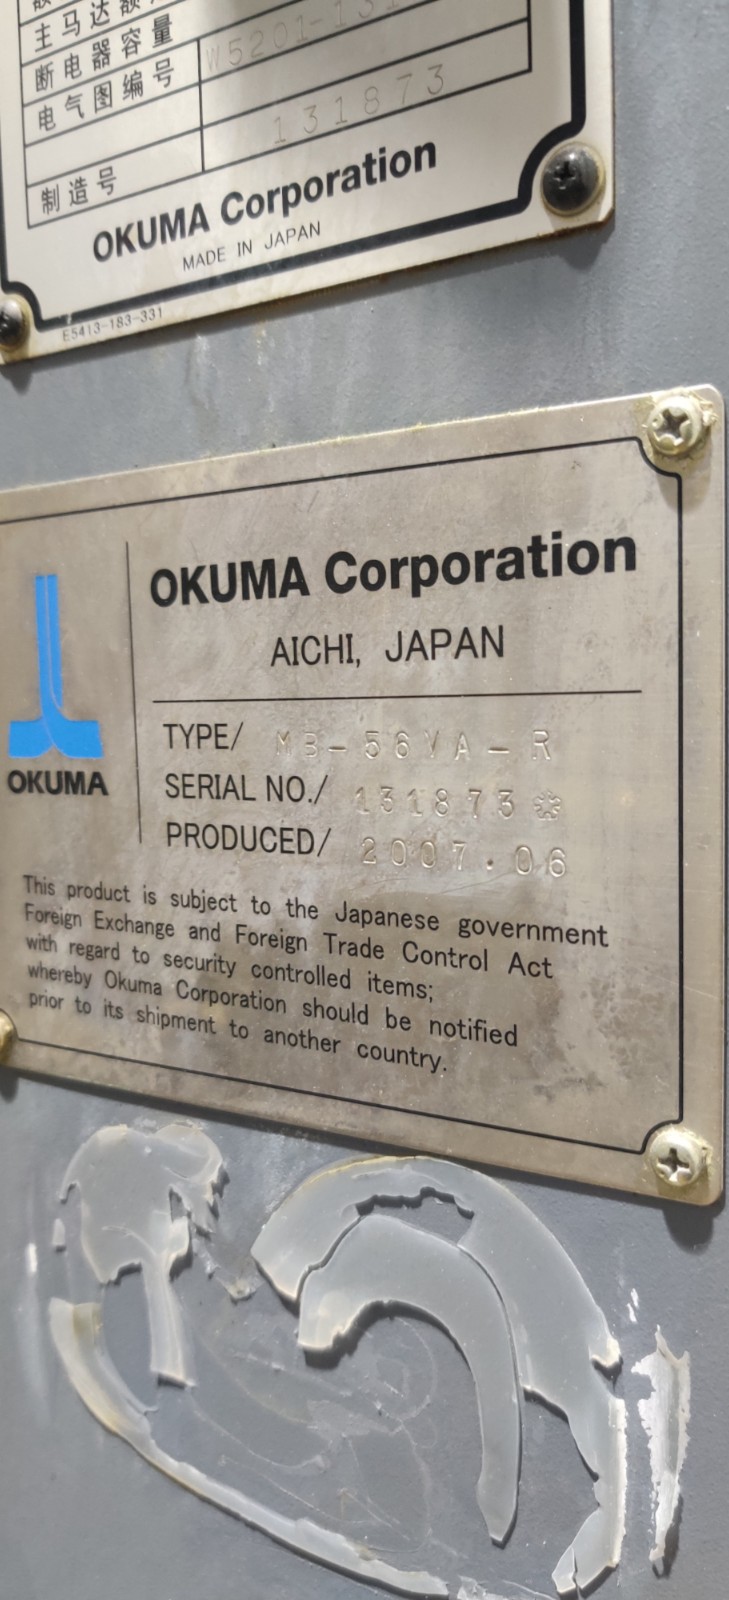 主马达额
断电器容量
电气图编号 W5201-131
制造号 131873
OKUMA Corporation
MADE IN JAPAN
E5413-183-331
OKUMA Corporation
AICHI, JAPAN
OKUMA
TYPE/ MB-56VA-R
SERIAL NO./ 131873*
PRODUCED/ 2007.06
This product is subject to the Japanese government
Foreign Exchange and Foreign Trade Control Act
with regard to security controlled items;
whereby Okuma Corporation should be notified
prior to its shipment to another country.